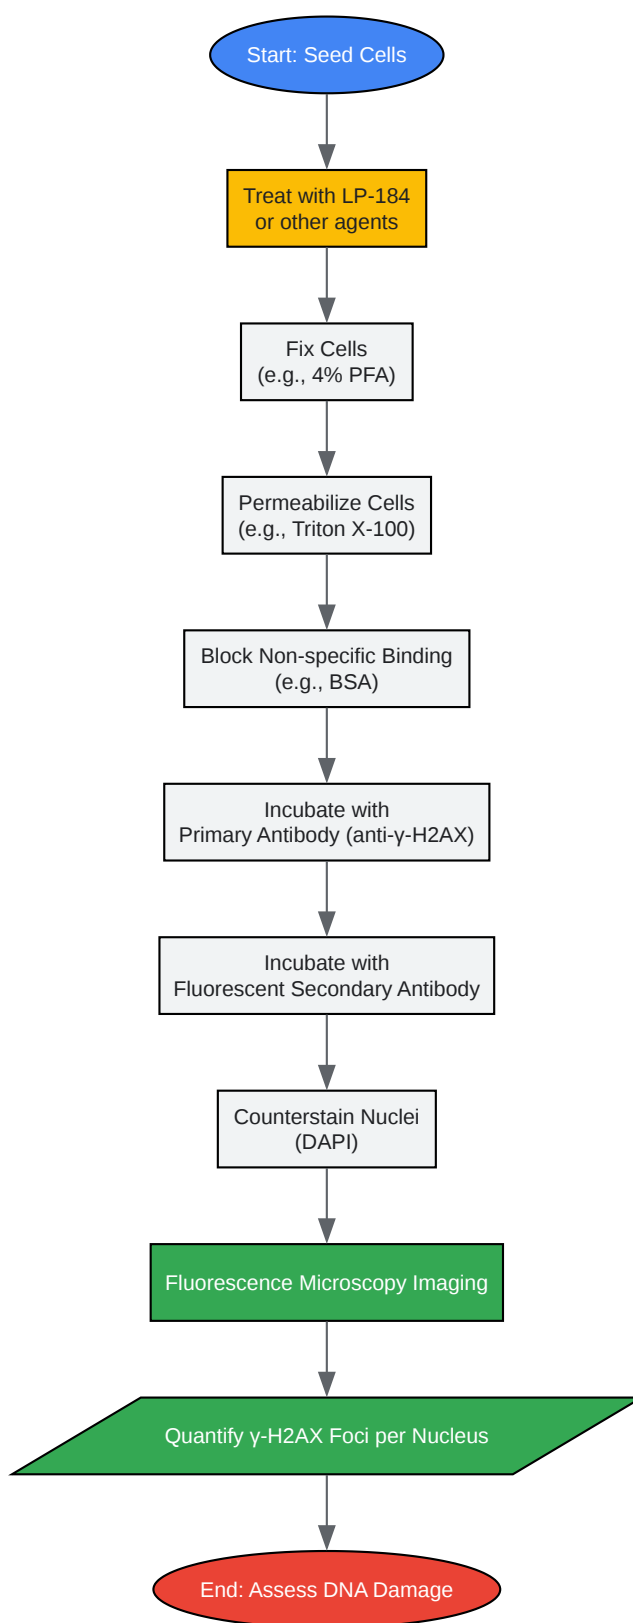 Start: Seed Cells
Treat with LP-184
or other agents
Fix Cells
(e.g., 4% PFA)
Permeabilize Cells
(e.g., Triton X-100)
Block Non-specific Binding
(e.g., BSA)
Incubate with
Primary Antibody (anti-γ-H2AX)
Incubate with
Fluorescent Secondary Antibody
Counterstain Nuclei
(DAPI)
Fluorescence Microscopy Imaging
Quantify γ-H2AX Foci per Nucleus
End: Assess DNA Damage